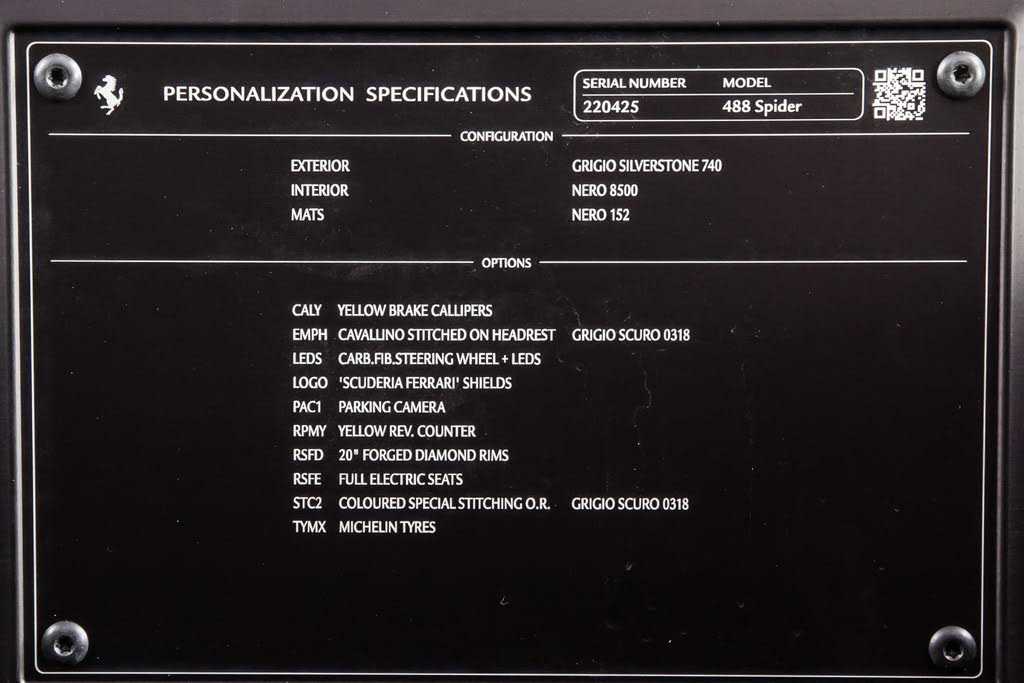 PERSONALIZATION SPECIFICATIONS
SERIAL NUMBER MODEL
220425 488 Spider
CONFIGURATION
EXTERIOR GRIGIO SILVERSTONE 740
INTERIOR NERO 8500
MATS NERO 152
OPTIONS
CALY YELLOW BRAKE CALLIPERS
EMPH CAVALLINO STITCHED ON HEADREST GRIGIO SCURO 0318
LEDS CARB.FIB.STEERING WHEEL + LEDS
LOGO 'SCUDERIA FERRARI' SHIELDS
PAC1 PARKING CAMERA
RPMY YELLOW REV. COUNTER
RSFD 20" FORGED DIAMOND RIMS
RSFE FULL ELECTRIC SEATS
STC2 COLOURED SPECIAL STITCHING O.R. GRIGIO SCURO 0318
TYMX MICHELIN TYRES